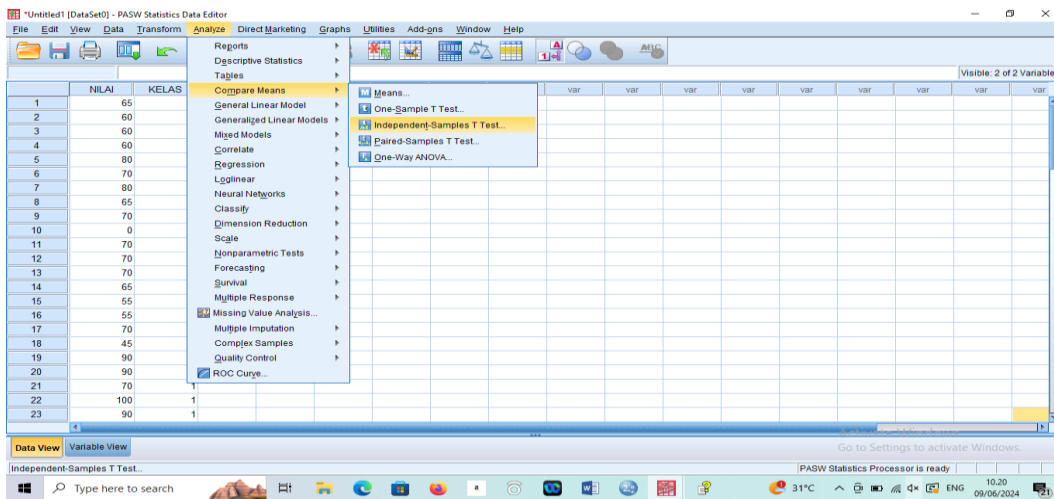 *Untitled1 [DataSet0] - PASW Statistics Data Editor
File Edit View Data Transform Analyze Direct Marketing Graphs Utilities Add-ons Window Help
Reports
Descriptive Statistics
Tables
Visible: 2 of 2 Variable
NILAI KELAS Compare Means Means... var var var var var var var
1 65 General Linear Model One-Sample T Test...
2 60 Generalized Linear Models Independent-Samples T Test...
3 60 Mixed Models Paired-Samples T Test...
4 60 Correlate One-Way ANOVA...
5 80 Regression
6 70 Loglinear
7 80 Neural Networks
8 65 Classify
9 70 Dimension Reduction
10 0 Scale
11 70 Nonparametric Tests
12 70 Forecasting
13 70 Survival
14 65 Multiple Response
15 55 Missing Value Analysis...
16 55 Multiple Imputation
17 70 Complex Samples
18 45 Quality Control
19 90 ROC Curve...
20 90
21 70 1
22 100 1
23 90 1
Data View Variable View
Go to Settings to activate Windows.
Independent-Samples T Test... PASW Statistics Processor is ready
Type here to search 31°C ENG 10.20
09/06/2024